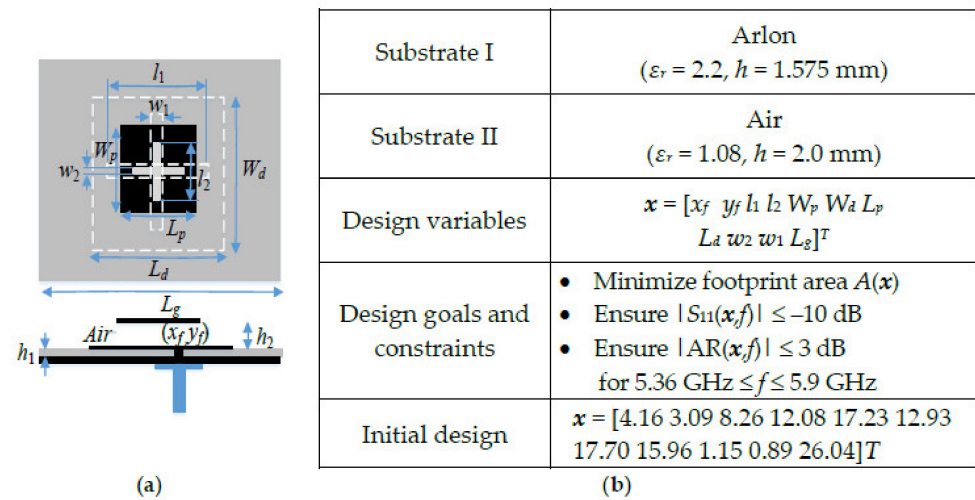 l1
w1
Wp
w2
l2
Wd
Lp
Ld
Lg
Air
(xf,yf)
h1
h2
(a)
Substrate I
Arlon
(εr = 2.2, h = 1.575 mm)
Substrate II
Air
(εr = 1.08, h = 2.0 mm)
Design variables
x = [xf yf l1 l2 Wp Wd Lp
Ld w2 w1 Lg]T
Design goals and
constraints
• Minimize footprint area A(x)
• Ensure |S11(x,f)| ≤ –10 dB
• Ensure |AR(x,f)| ≤ 3 dB
for 5.36 GHz ≤ f ≤ 5.9 GHz
Initial design
x = [4.16 3.09 8.26 12.08 17.23 12.93
17.70 15.96 1.15 0.89 26.04]T
(b)